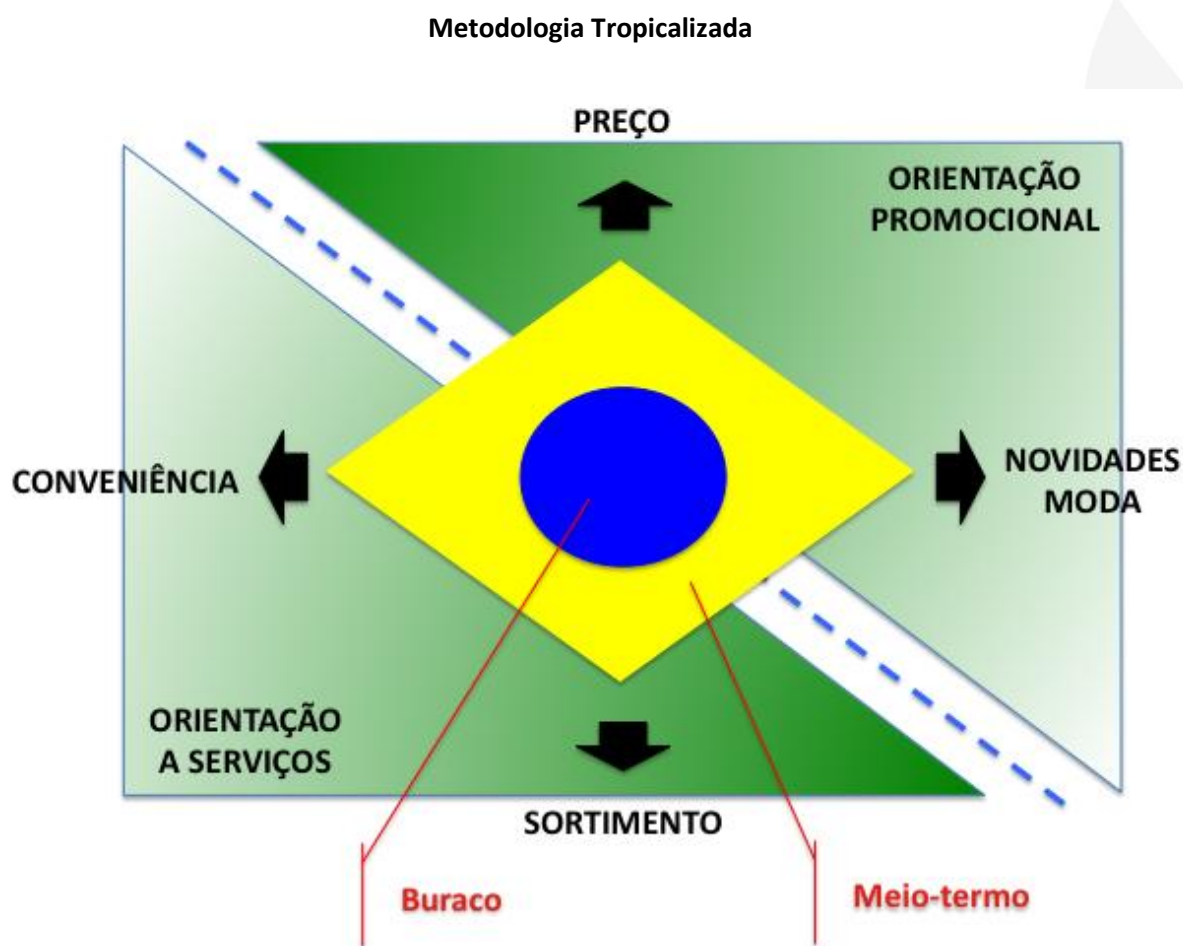 Metodologia Tropicalizada
PREÇO
ORIENTAÇÃO
PROMOCIONAL
CONVENIÊNCIA
NOVIDADES
MODA
ORIENTAÇÃO
A SERVIÇOS
SORTIMENTO
Buraco
Meio-termo